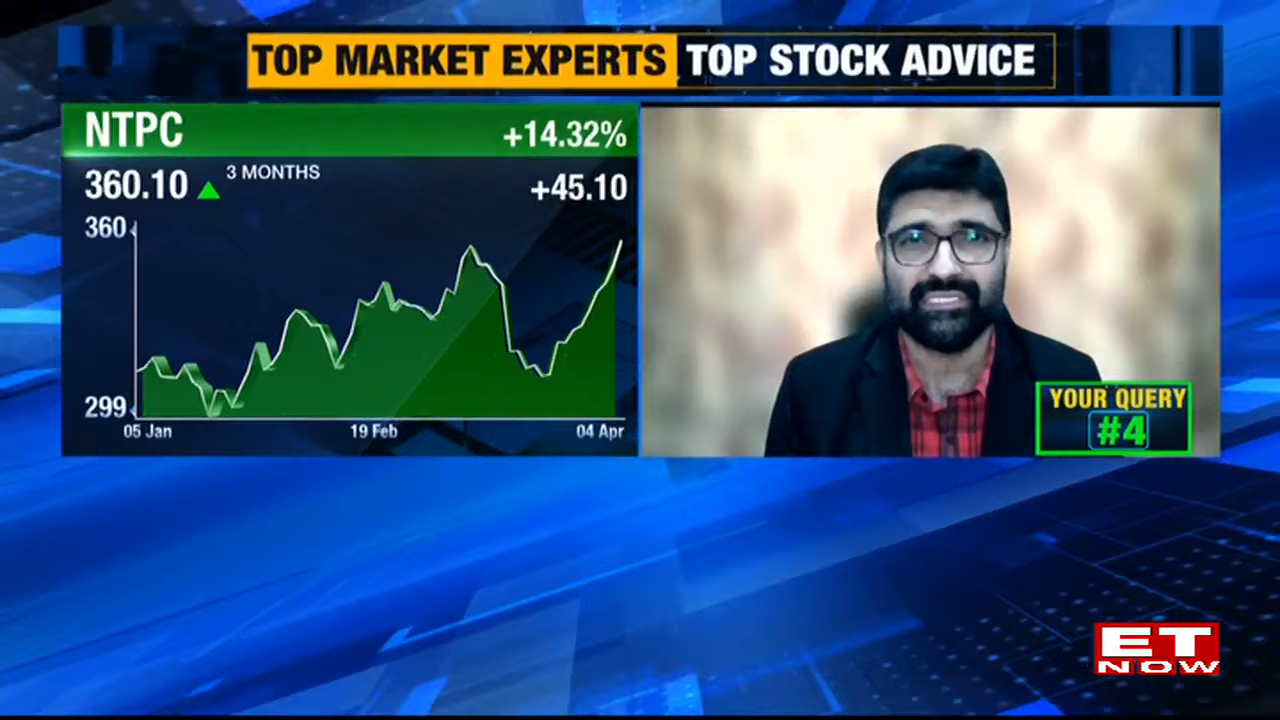 TOP MARKET EXPERTS TOP STOCK ADVICE
NTPC +14.32%
360.10 3 MONTHS +45.10
360
299
05 Jan 19 Feb 04 Apr
YOUR QUERY
#4
ET
NOW